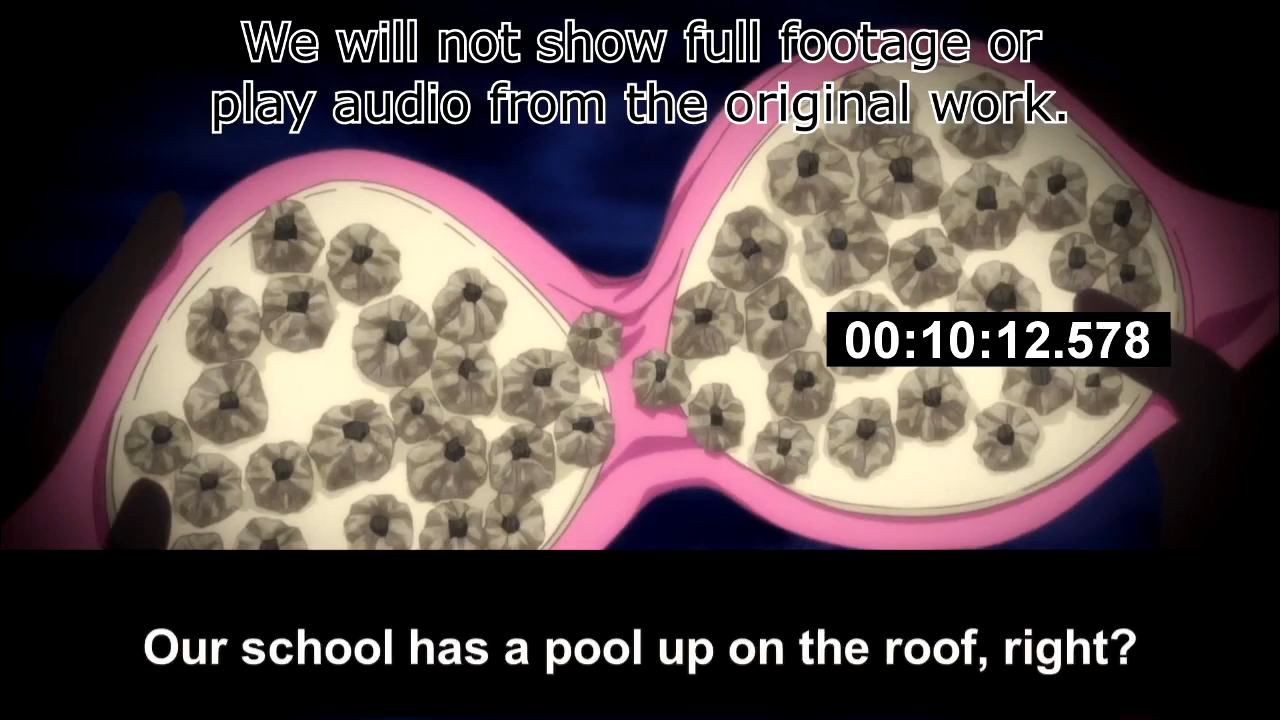 We will not show full footage or
play audio from the original work.
00:10:12.578
Our school has a pool up on the roof, right?